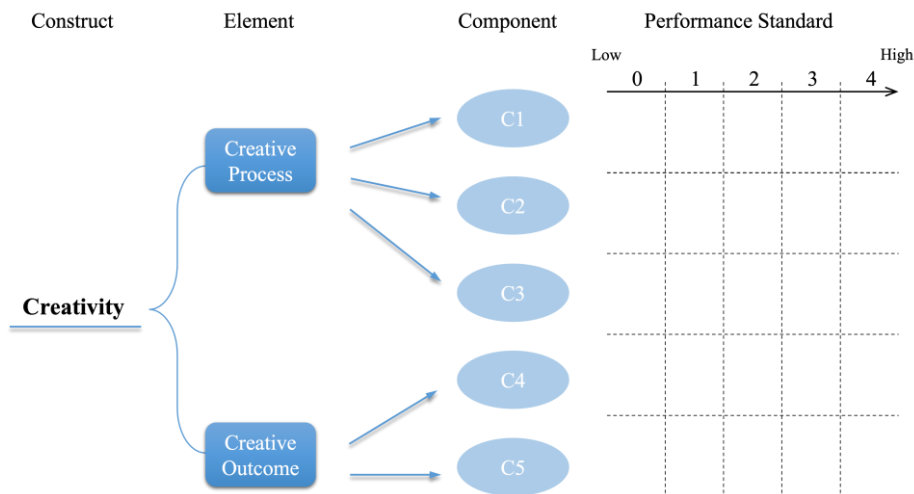 Construct
Element
Component
Performance Standard
Low
High
0 1 2 3 4
C1
Creative
Process
C2
C3
Creativity
C4
Creative
Outcome
C5